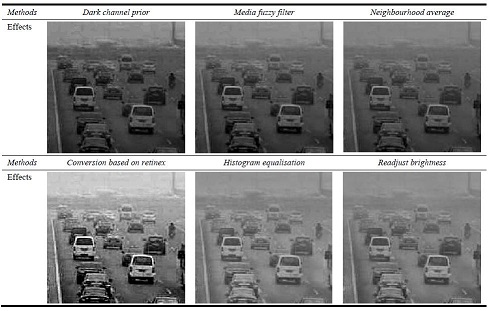 Methods Dark channel prior Media fuzzy filter Neighbourhood average
Effects
Methods Conversion based on retinex Histogram equalisation Readjust brightness
Effects